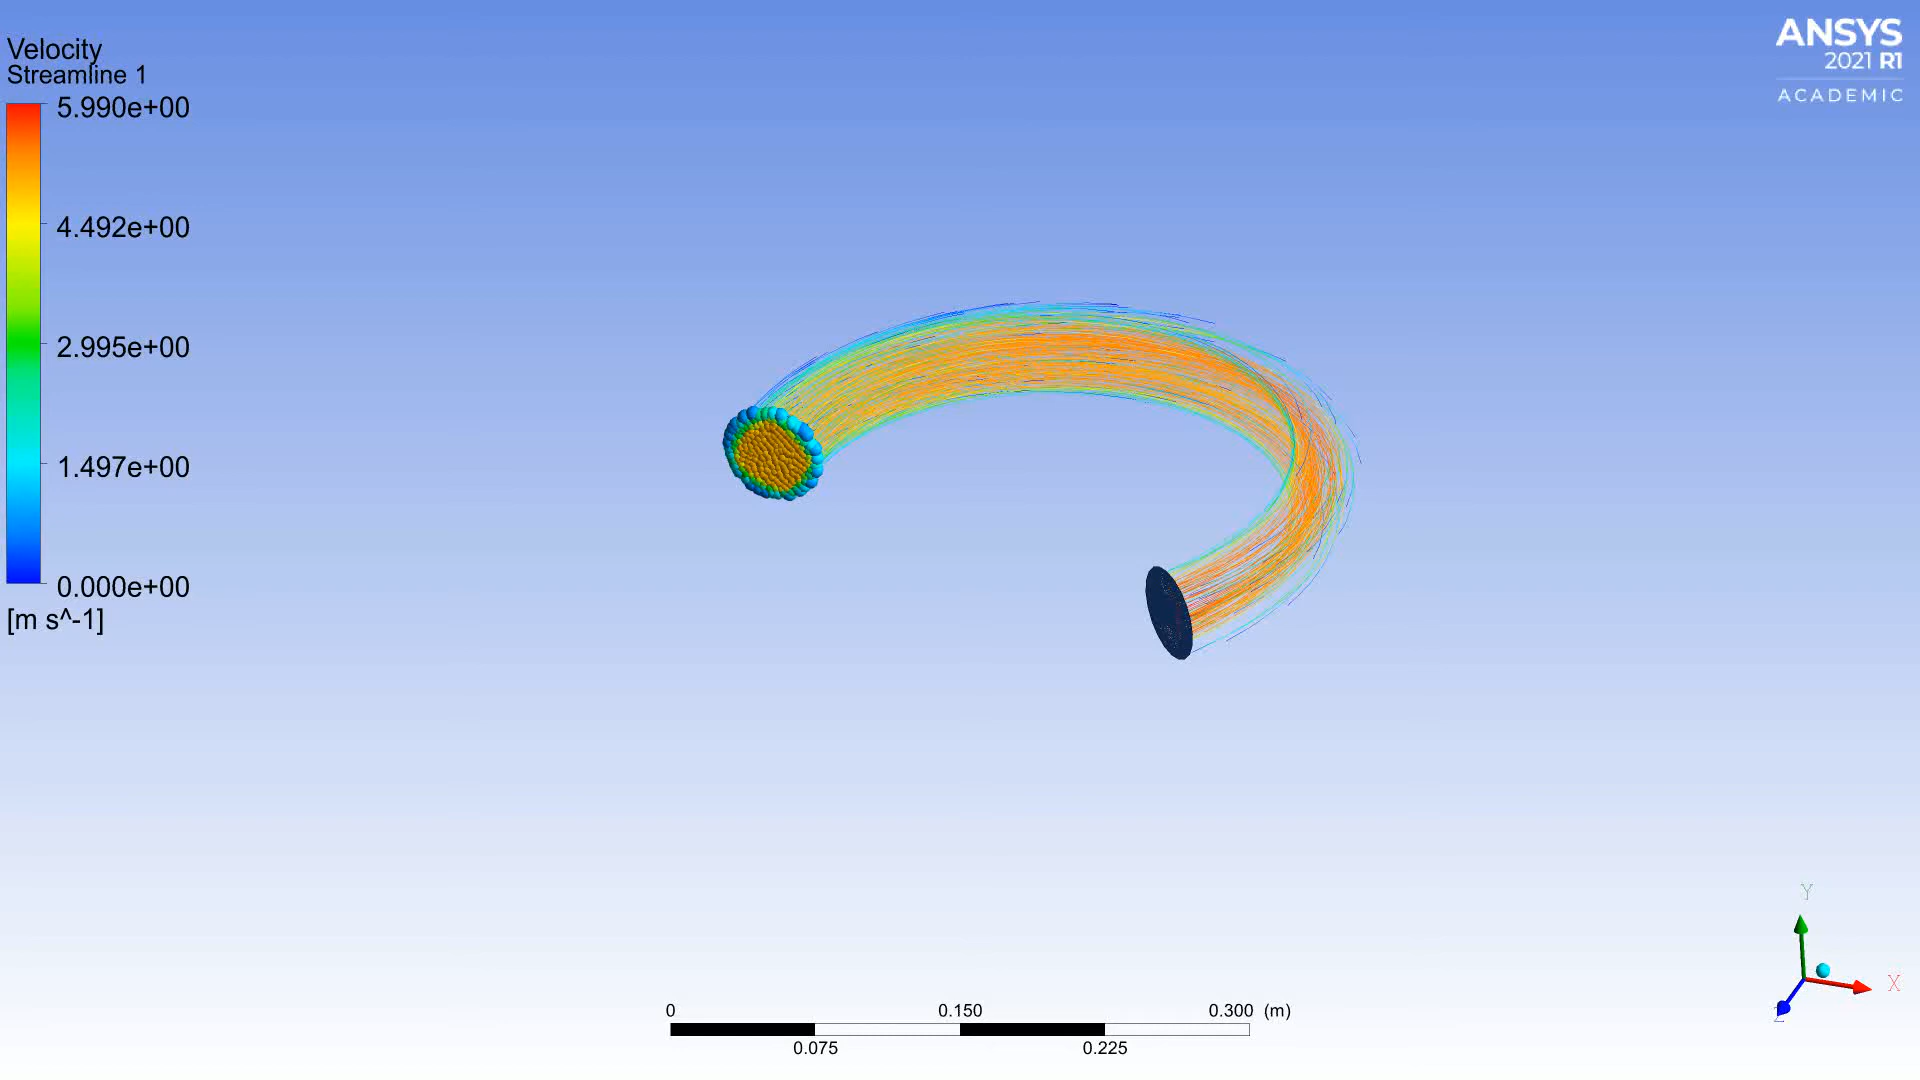 Velocity
Streamline 1
5.990e+00
4.492e+00
2.995e+00
1.497e+00
0.000e+00
[m s^-1]
ANSYS
2021 R1
ACADEMIC
Y
X
Z
0 0.150 0.300 (m)
0.075 0.225